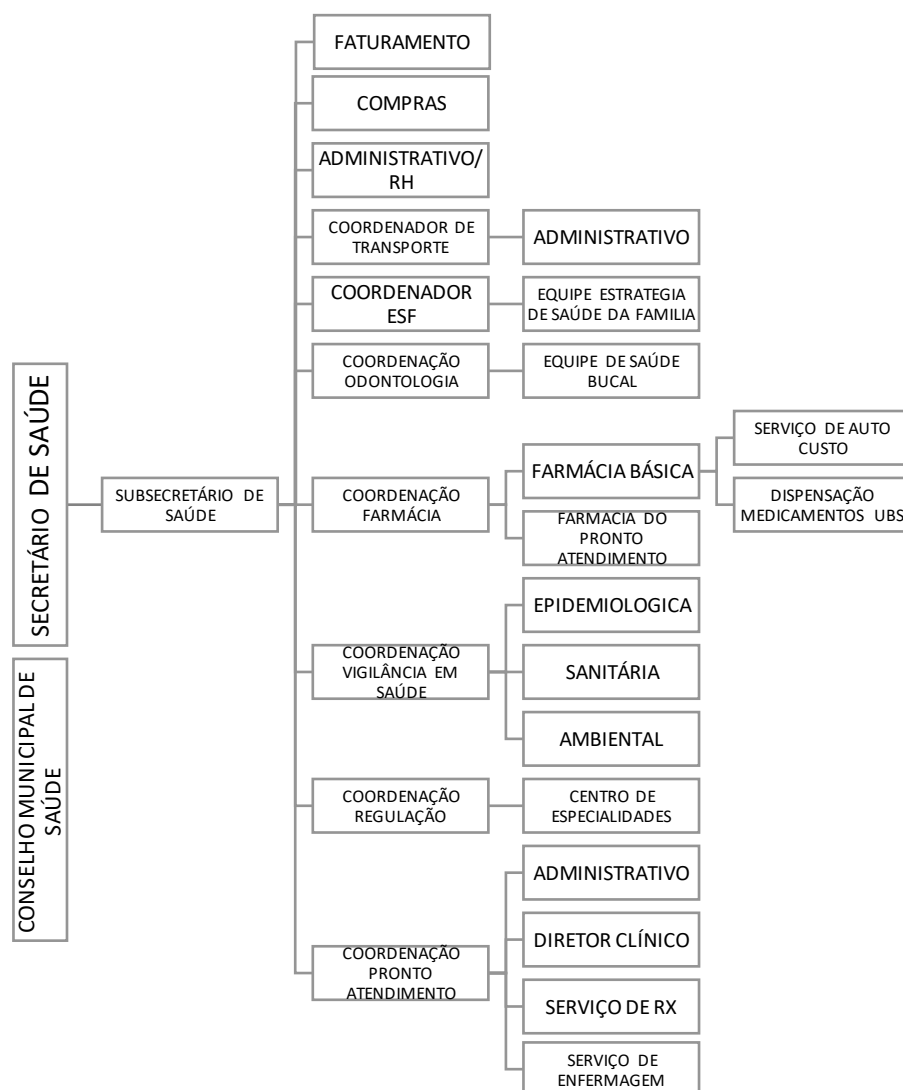 FATURAMENTO
COMPRAS
ADMINISTRATIVO/
RH
COORDENADOR DE
TRANSPORTE
ADMINISTRATIVO
COORDENADOR
ESF
EQUIPE ESTRATEGIA
DE SAÚDE DA FAMILIA
COORDENAÇÃO
ODONTOLOGIA
EQUIPE DE SAÚDE
BUCAL
SECRETÁRIO DE SAÚDE
SUBSECRETÁRIO DE
SAÚDE
COORDENAÇÃO
FARMÁCIA
FARMÁCIA BÁSICA
SERVIÇO DE AUTO
CUSTO
DISPENSAÇÃO
MEDICAMENTOS UBS
FARMACIA DO
PRONTO
ATENDIMENTO
CONSELHO MUNICIPAL DE
SAÚDE
COORDENAÇÃO
VIGILÂNCIA EM
SAÚDE
EPIDEMIOLOGICA
SANITÁRIA
AMBIENTAL
COORDENAÇÃO
REGULAÇÃO
CENTRO DE
ESPECIALIDADES
COORDENAÇÃO
PRONTO
ATENDIMENTO
ADMINISTRATIVO
DIRETOR CLÍNICO
SERVIÇO DE RX
SERVIÇO DE
ENFERMAGEM